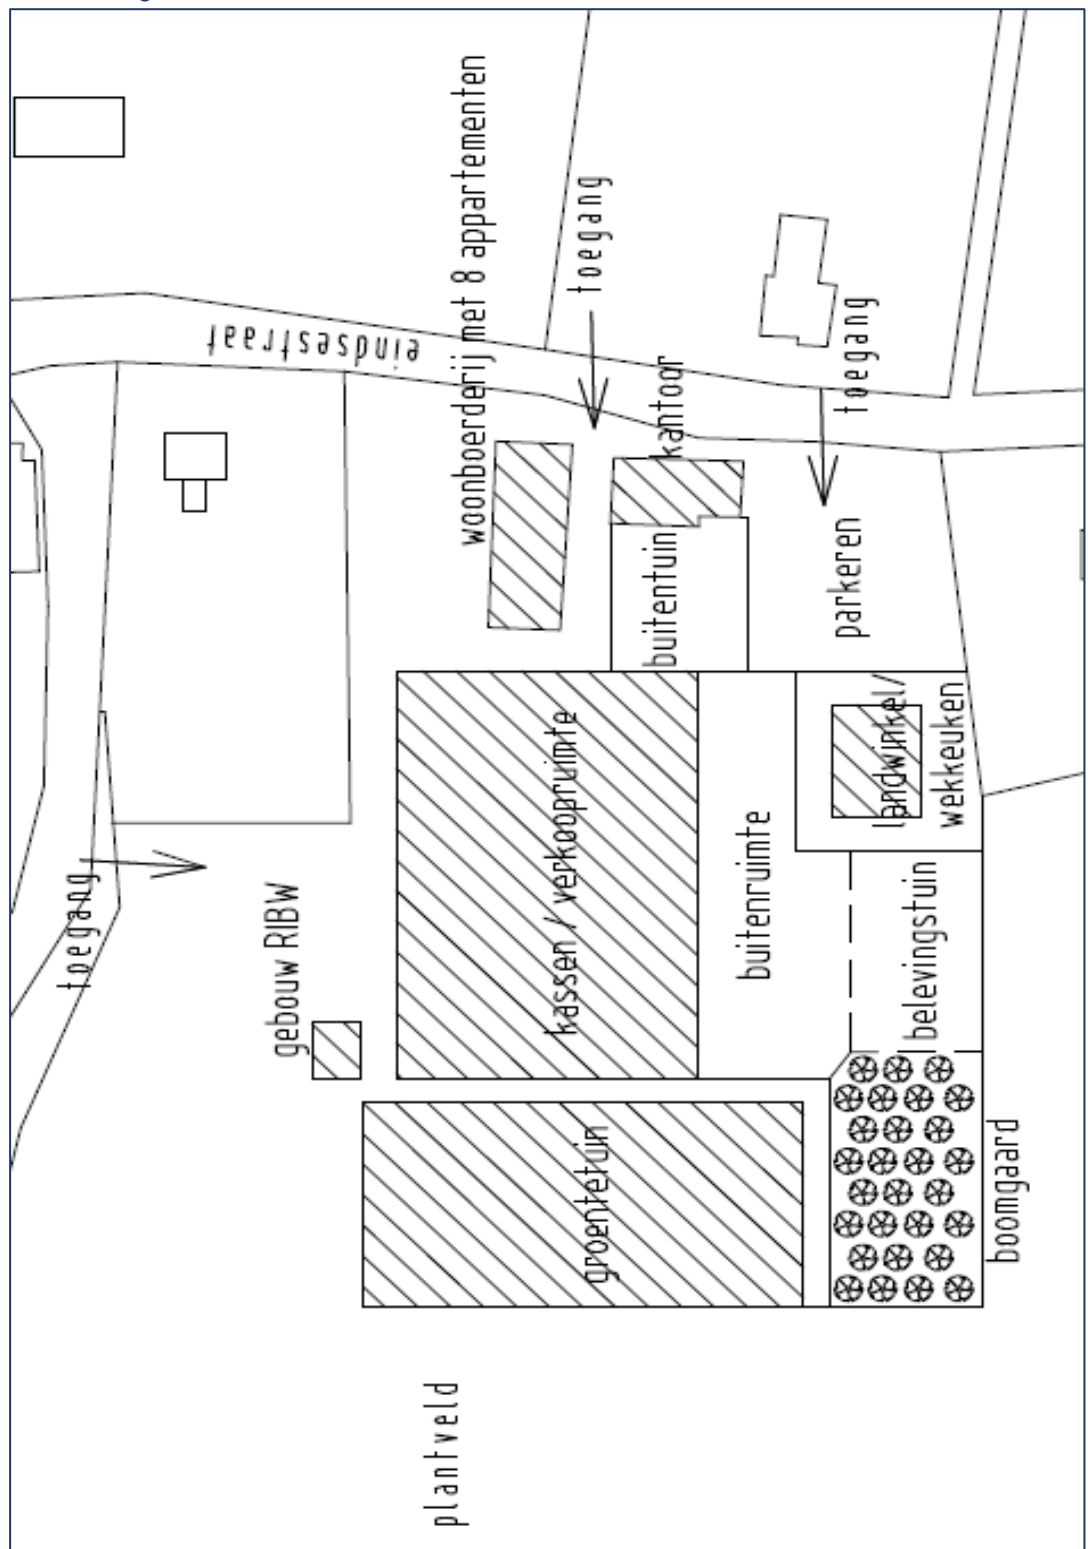 woonboerderij met 8 appartementen
toegang
eindsestraat
kantoor
toegang
buitentuin
parkeren
landwinkel/
wekkeuken
kassen / verkoopruimte
buitenruimte
toegang
gebouw RIBW
belevingstuin
groentetuin
boomgaard
plantveld